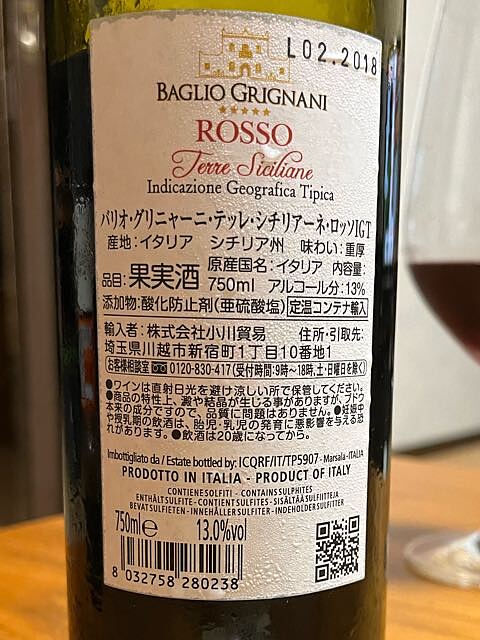 L02.2018
BAGLIO GRIGNANI
★★★★★
ROSSO
Terre Siciliane
Indicazione Geografica Tipica
バリオ・グリニャーニ・テッレ・シチリアーネ・ロッソIGT
産地:イタリア シチリア州 味わい:重厚
品目:果実酒 原産国名:イタリア 内容量:
750ml アルコール分:13%
添加物:酸化防止剤(亜硫酸塩) 定温コンテナ輸入
輸入者:株式会社小川貿易 住所・引取先:
埼玉県川越市新宿町1丁目10番地1
お客様相談室 0120-830-417(受付時間:9時~18時,土・日曜日を除く)
●ワインは直射日光を避け涼しい所で保管してください。
●商品の特性上、澱や結晶が生じる事がありますが、ブドウ
本来の成分ですので、品質に問題はありません。●妊娠中
や授乳期の飲酒は、胎児・乳児の発育に悪影響を与える恐
れがあります。●飲酒は20歳になってから。
Imbottigliato da / Estate bottled by: ICQRF/IT/TP5907 - Marsala-ITALIA
PRODOTTO IN ITALIA - PRODUCT OF ITALY
CONTIENE SOLFITI - CONTAINS SULPHITES
ENTHÄLT SULFITE - CONTIENT SULFITES - SISÄLTÄÄ SULFIITTEJA
BEVAT SULFIETEN - INNEHÅLLER SULFITER - INDEHOLDER SULFITTER
750ml e 13.0%vol
8 032758 280238